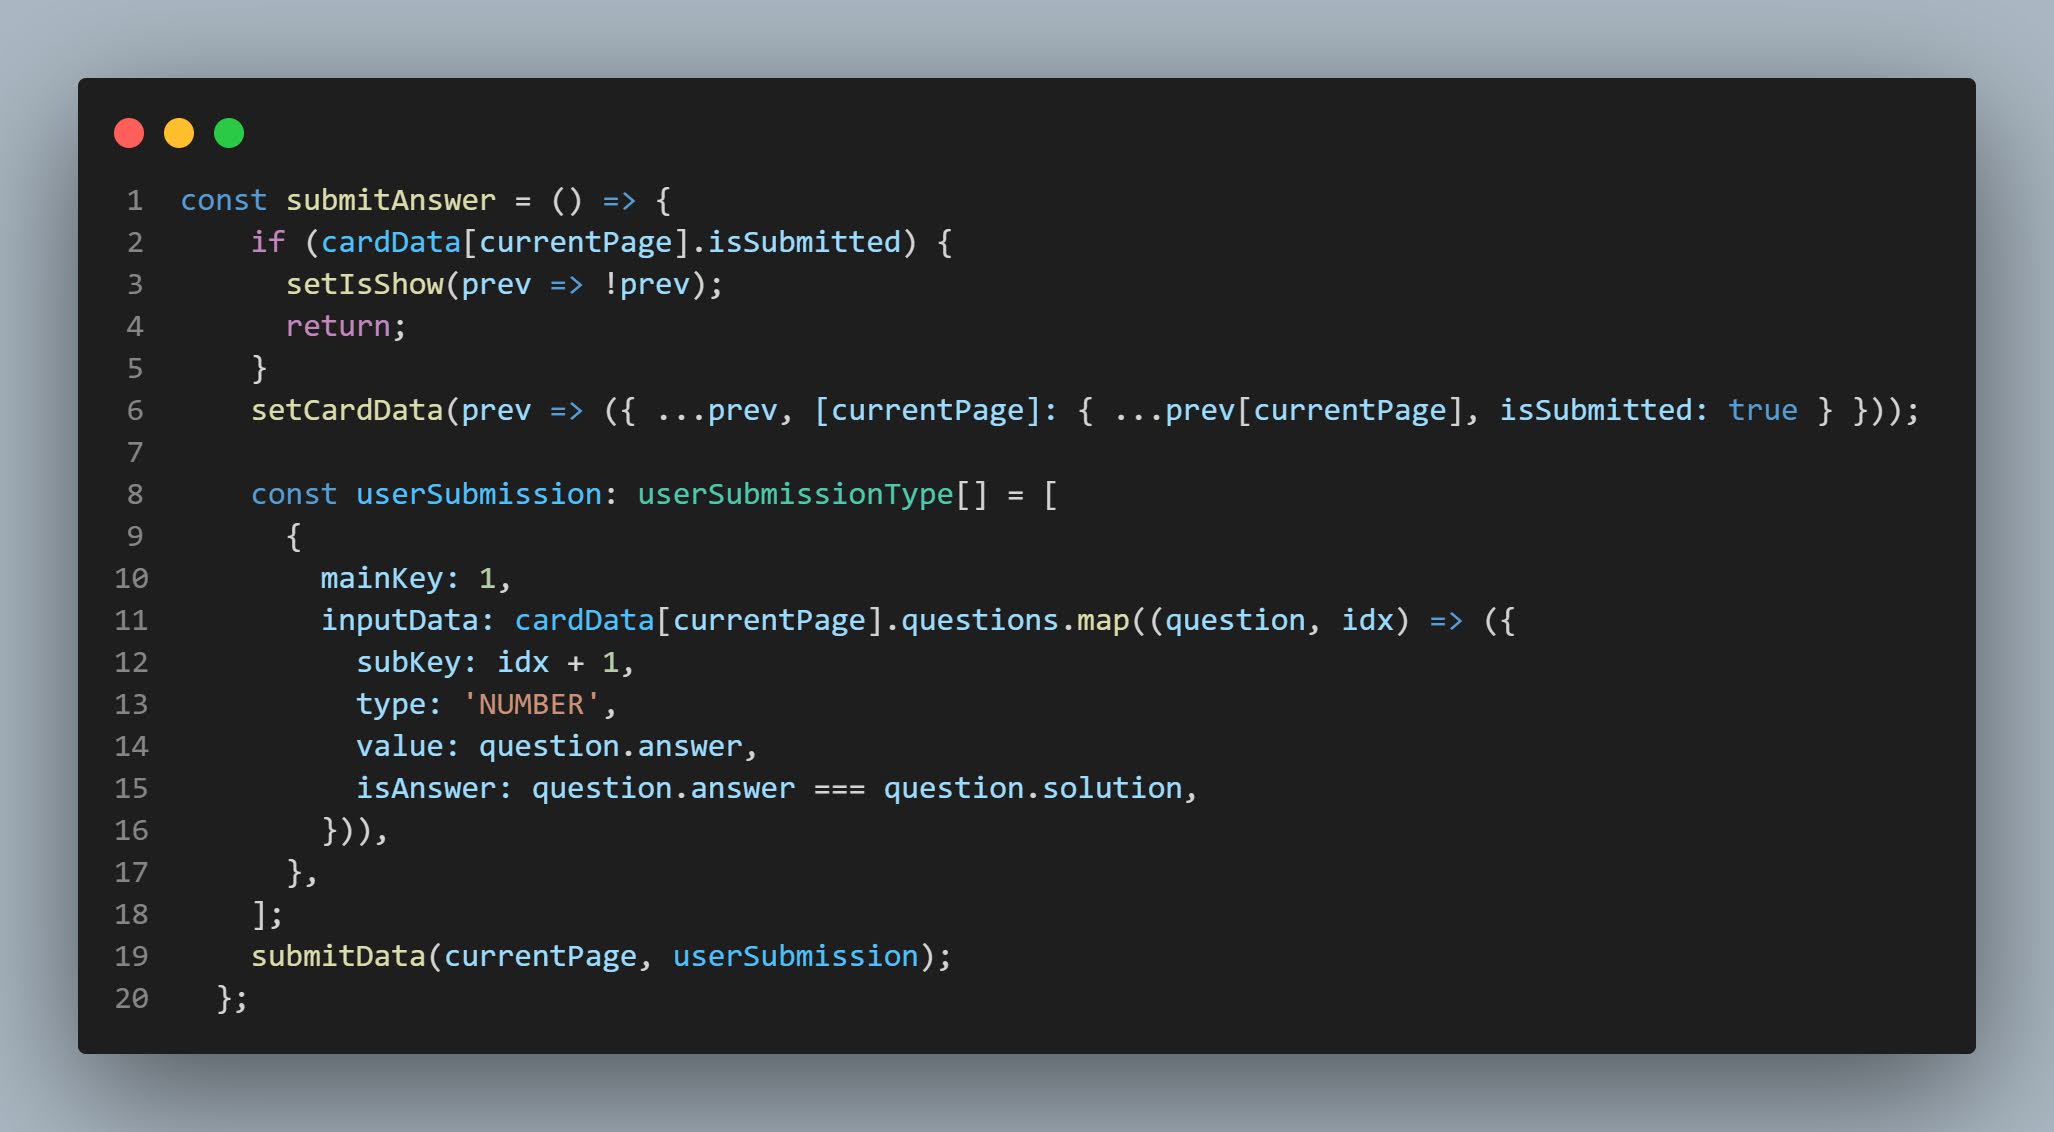 1 const submitAnswer = () => {
2 if (cardData[currentPage].isSubmitted) {
3 setIsShow(prev => !prev);
4 return;
5 }
6 setCardData(prev => ({ ...prev, [currentPage]: { ...prev[currentPage], isSubmitted: true } }));
7
8 const userSubmission: userSubmissionType[] = [
9 {
10 mainKey: 1,
11 inputData: cardData[currentPage].questions.map((question, idx) => ({
12 subKey: idx + 1,
13 type: 'NUMBER',
14 value: question.answer,
15 isAnswer: question.answer === question.solution,
16 })),
17 },
18 ];
19 submitData(currentPage, userSubmission);
20 };